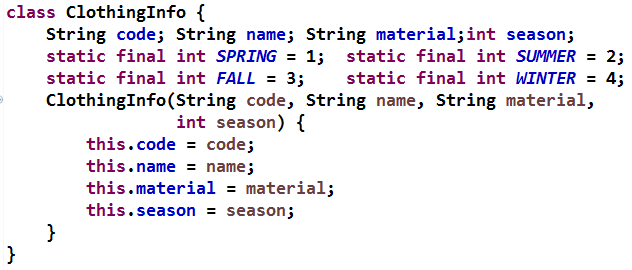 class ClothingInfo {
    String code; String name; String material;int season;
    static final int SPRING = 1;  static final int SUMMER = 2;
    static final int FALL = 3;    static final int WINTER = 4;
    ClothingInfo(String code, String name, String material,
                 int season) {
        this.code = code;
        this.name = name;
        this.material = material;
        this.season = season;
    }
}